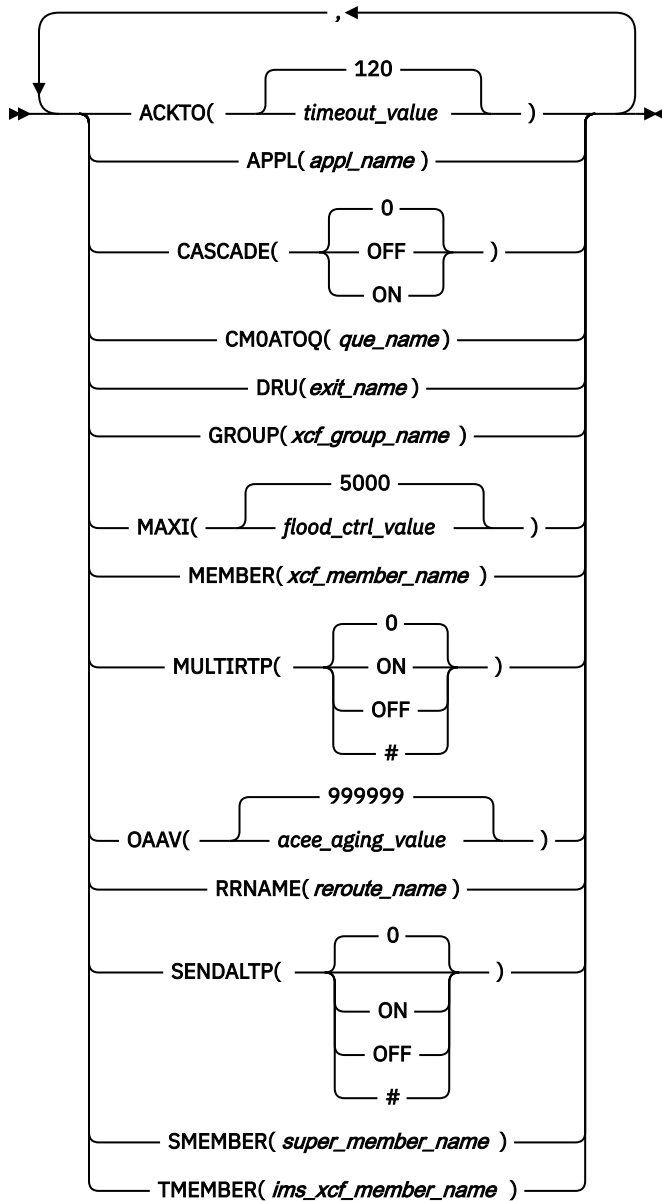 ,
120
ACKTO( timeout_value )
APPL( appl_name )
0
CASCADE( OFF )
ON
CM0ATOQ( que_name )
DRU( exit_name )
GROUP( xcf_group_name )
5000
MAXI( flood_ctrl_value )
MEMBER( xcf_member_name )
0
MULTIRTP( ON )
OFF
#
999999
OAAV( acee_aging_value )
RRNAME( reroute_name )
0
SENDALTP( )
ON
OFF
#
SMEMBER( super_member_name )
TMEMBER( ims_xcf_member_name )